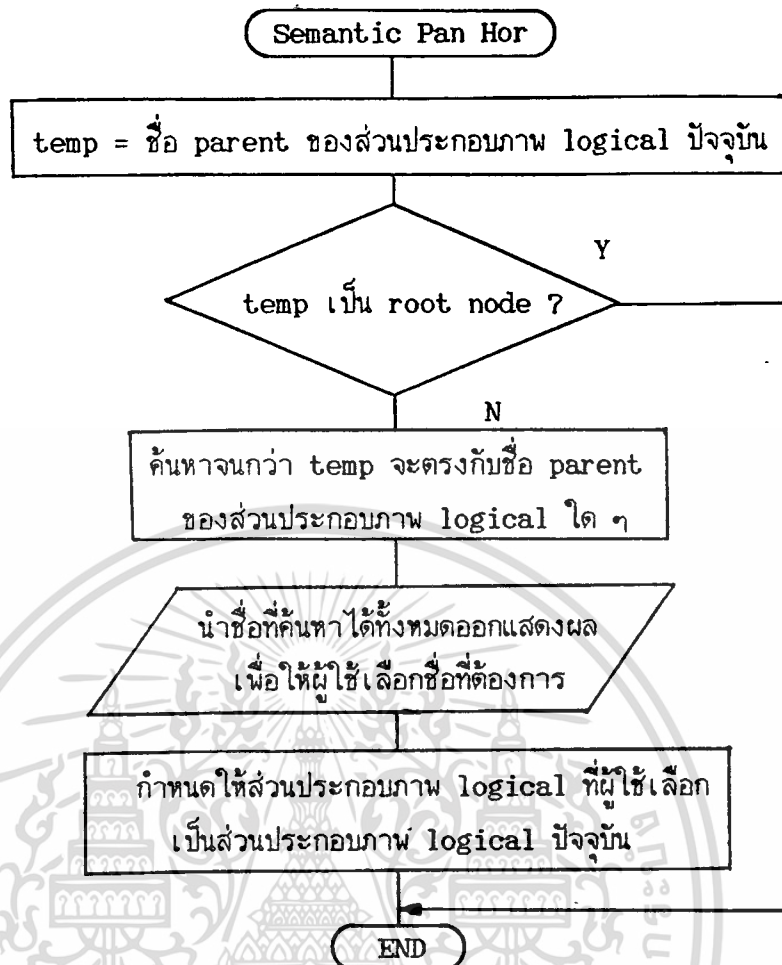 Semantic Pan Hor
temp = ชื่อ parent ของส่วนประกอบภาพ logical ปัจจุบัน
Y
temp เป็น root node ?
N
ค้นหาจนกว่า temp จะตรงกับชื่อ parent
ของส่วนประกอบภาพ logical ใด ๆ
นำชื่อที่ค้นหาได้ทั้งหมดออกแสดงผล
เพื่อให้ผู้ใช้เลือกชื่อที่ต้องการ
กำหนดให้ส่วนประกอบภาพ logical ที่ผู้ใช้เลือก
เป็นส่วนประกอบภาพ logical ปัจจุบัน
END